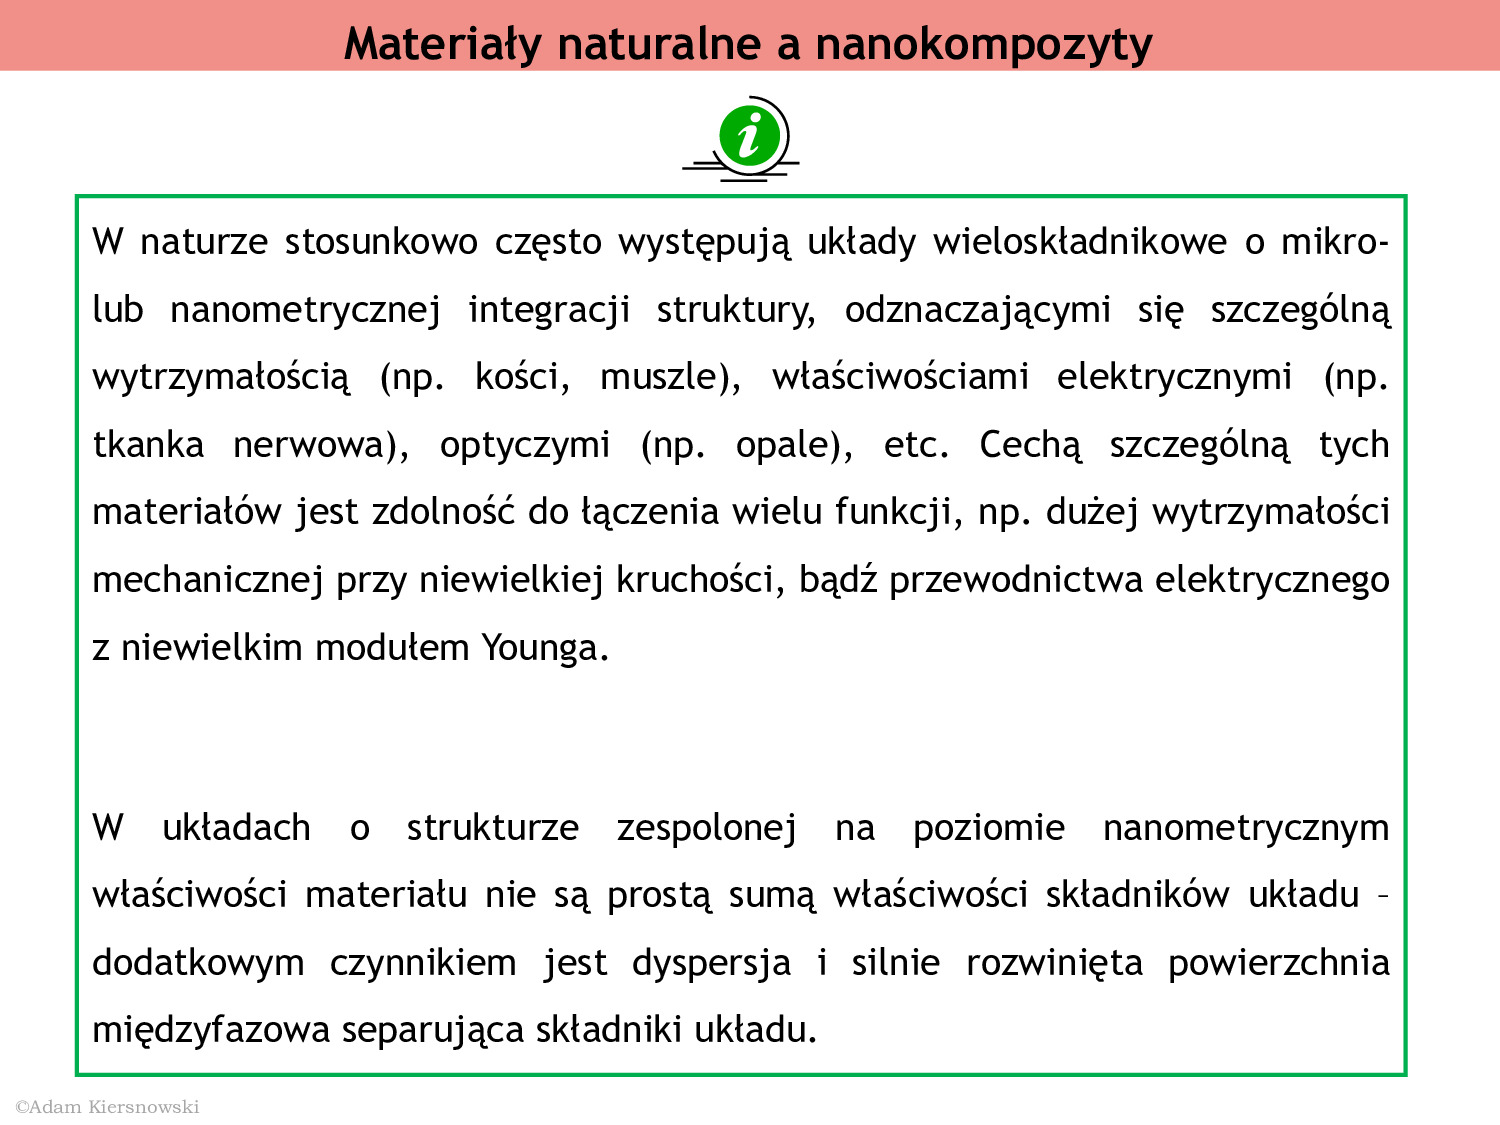 Materiały naturalne a nanokompozyty
i
W naturze stosunkowo często występują układy wieloskładnikowe o mikro-
lub nanometrycznej integracji struktury, odznaczającymi się szczególną
wytrzymałością (np. kości, muszle), właściwościami elektrycznymi (np.
tkanka nerwowa), optyczymi (np. opale), etc. Cechą szczególną tych
materiałów jest zdolność do łączenia wielu funkcji, np. dużej wytrzymałości
mechanicznej przy niewielkiej kruchości, bądź przewodnictwa elektrycznego
z niewielkim modułem Younga.
W układach o strukturze zespolonej na poziomie nanometrycznym
właściwości materiału nie są prostą sumą właściwości składników układu –
dodatkowym czynnikiem jest dyspersja i silnie rozwinięta powierzchnia
międzyfazowa separująca składniki układu.
©Adam Kiersnowski